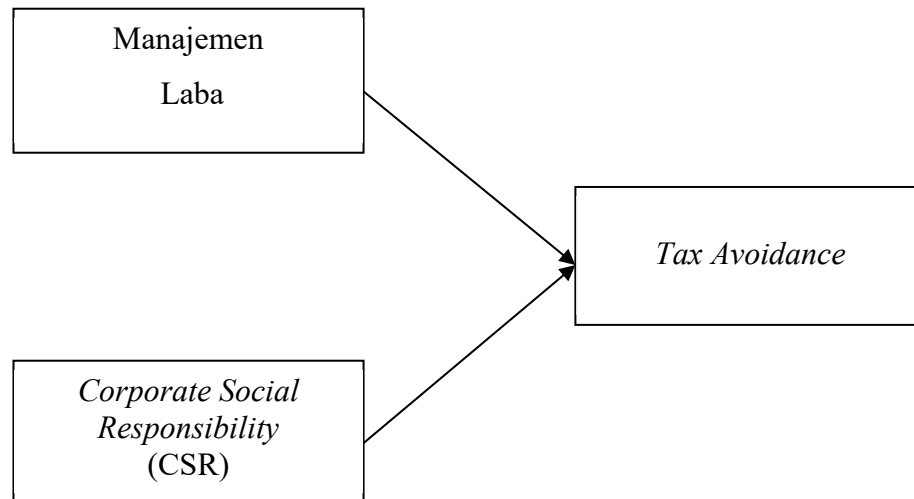 Manajemen
Laba
Tax Avoidance
Corporate Social
Responsibility
(CSR)